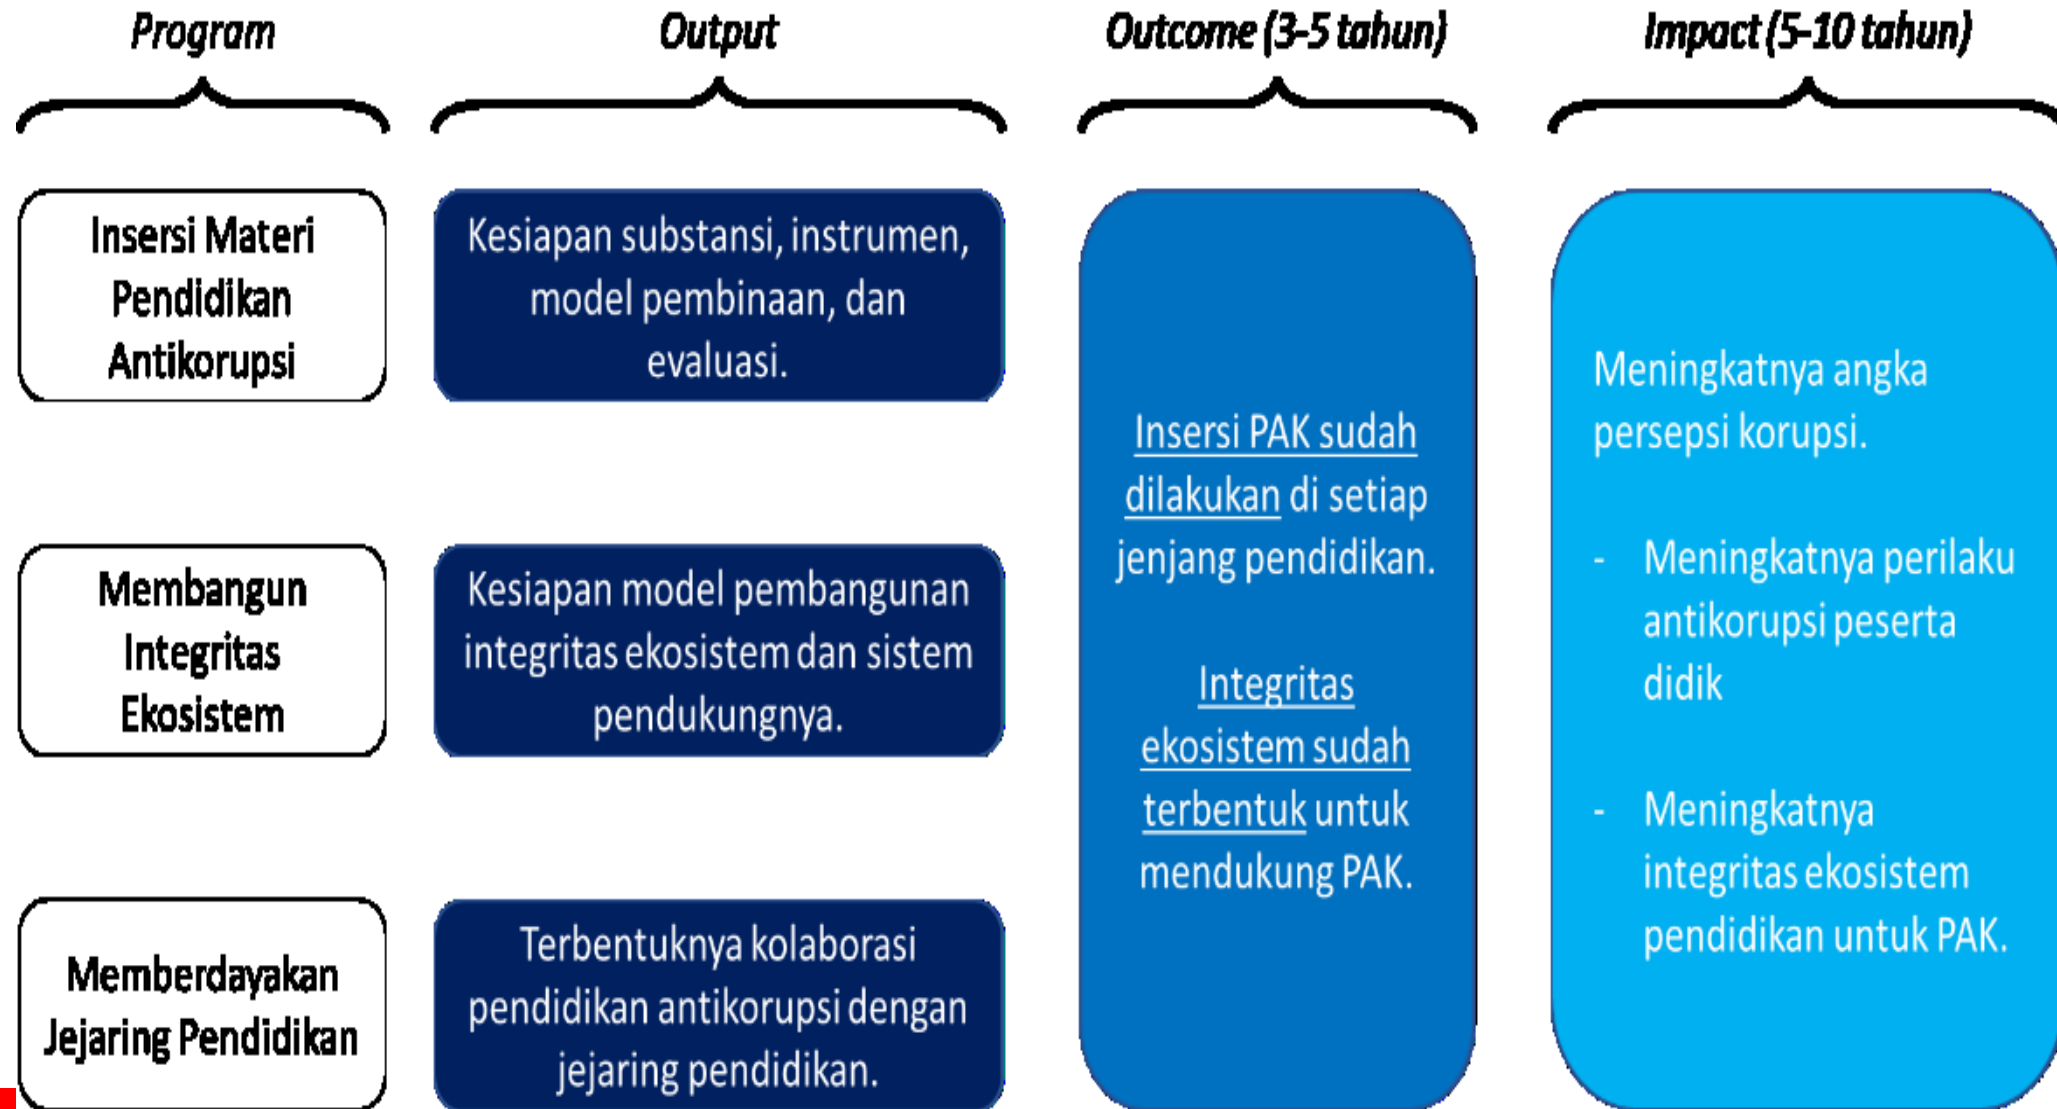 Program
Output
Outcome (3-5 tahun)
Impact (5-10 tahun)
Insersi Materi
Pendidikan
Antikorupsi
Kesiapan substansi, instrumen,
model pembinaan, dan
evaluasi.
Membangun
Integritas
Ekosistem
Kesiapan model pembangunan
integritas ekosistem dan sistem
pendukungnya.
Memberdayakan
Jejaring Pendidikan
Terbentuknya kolaborasi
pendidikan antikorupsi dengan
jejaring pendidikan.
Insersi PAK sudah
dilakukan di setiap
jenjang pendidikan.
Integritas
ekosistem sudah
terbentuk untuk
mendukung PAK.
Meningkatnya angka
persepsi korupsi.
- Meningkatnya perilaku
antikorupsi peserta
didik
- Meningkatnya
integritas ekosistem
pendidikan untuk PAK.